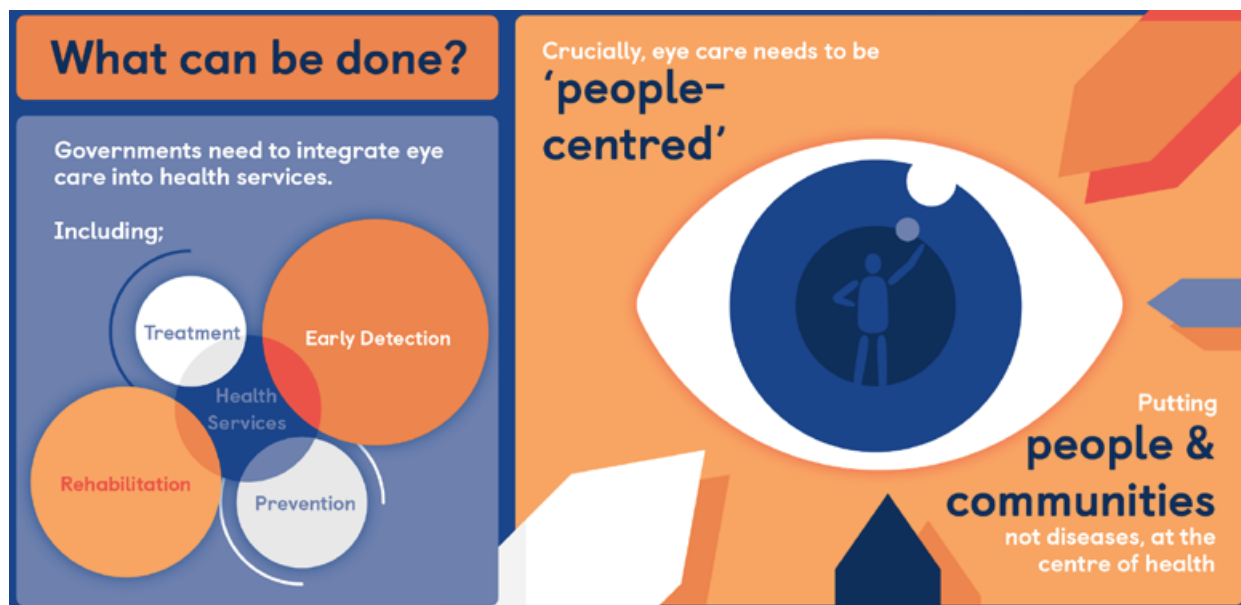 What can be done?
Governments need to integrate eye
care into health services.
Including;
Treatment
Early Detection
Health
Services
Rehabilitation
Prevention
Crucially, eye care needs to be
‘people-
centred’
Putting
people &
communities
not diseases, at the
centre of health